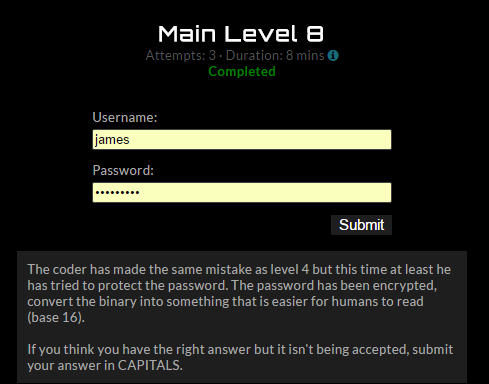 Main Level 8
Attempts: 3 · Duration: 8 mins
Completed
Username:
james
Password:
•••••••••
Submit
The coder has made the same mistake as level 4 but this time at least he
has tried to protect the password. The password has been encrypted,
convert the binary into something that is easier for humans to read
(base 16).
If you think you have the right answer but it isn't being accepted, submit
your answer in CAPITALS.